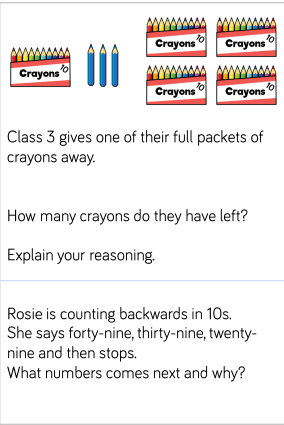 Crayons 10
Crayons 10
Crayons 10
Crayons 10
Crayons 10
Class 3 gives one of their full packets of
crayons away.
How many crayons do they have left?
Explain your reasoning.
Rosie is counting backwards in 10s.
She says forty-nine, thirty-nine, twenty-
nine and then stops.
What numbers comes next and why?